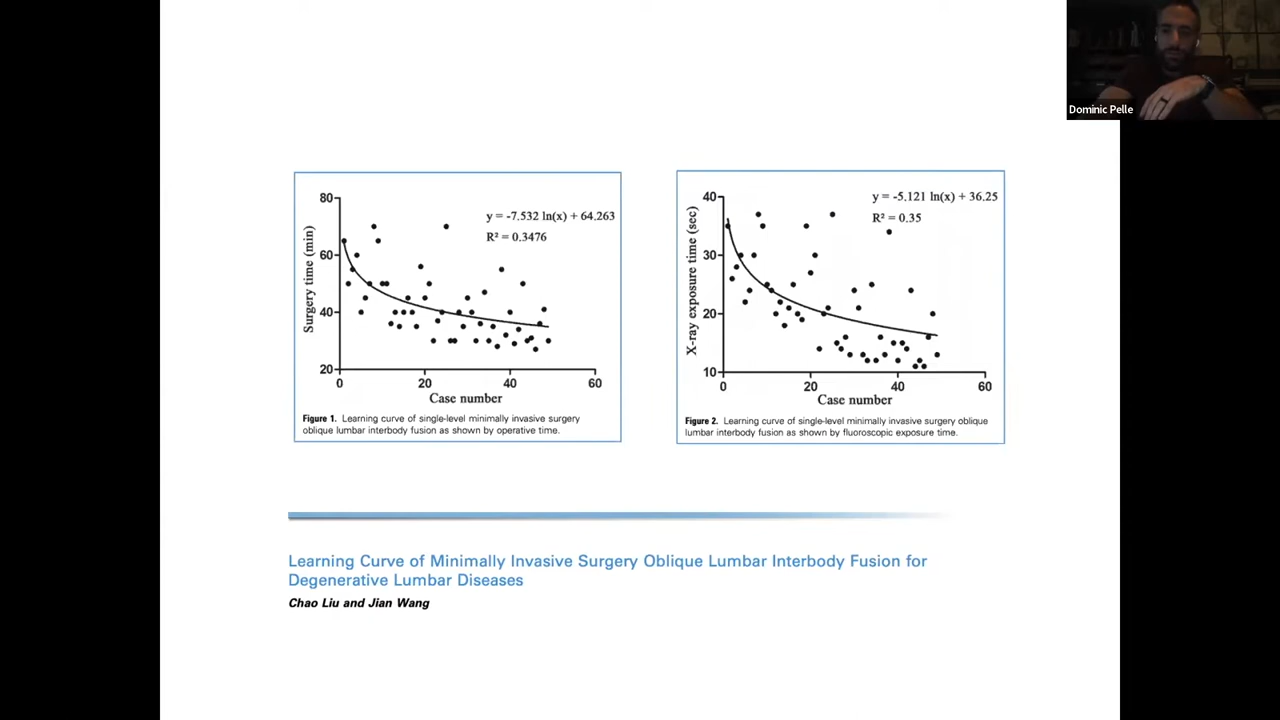 Dominic Pelle
80
60
40
20
0
20
40
60
Surgery time (min)
Case number
y = -7.532 ln(x) + 64.263
R² = 0.3476
Figure 1. Learning curve of single-level minimally invasive surgery
oblique lumbar interbody fusion as shown by operative time.
40
30
20
10
0
20
40
60
X-ray exposure time (sec)
Case number
y = -5.121 ln(x) + 36.25
R² = 0.35
Figure 2. Learning curve of single-level minimally invasive surgery oblique
lumbar interbody fusion as shown by fluoroscopic exposure time.
Learning Curve of Minimally Invasive Surgery Oblique Lumbar Interbody Fusion for
Degenerative Lumbar Diseases
Chao Liu and Jian Wang